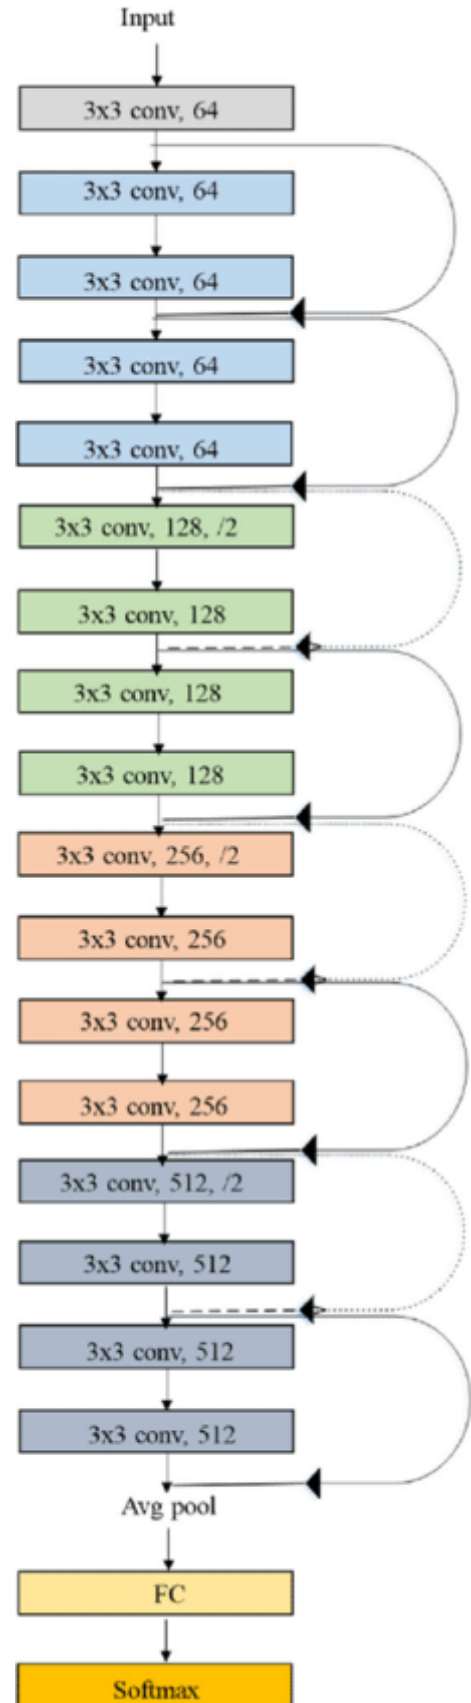 Input
3x3 conv, 64
3x3 conv, 64
3x3 conv, 64
3x3 conv, 64
3x3 conv, 64
3x3 conv, 128, /2
3x3 conv, 128
3x3 conv, 128
3x3 conv, 128
3x3 conv, 256, /2
3x3 conv, 256
3x3 conv, 256
3x3 conv, 256
3x3 conv, 512, /2
3x3 conv, 512
3x3 conv, 512
3x3 conv, 512
Avg pool
FC
Softmax